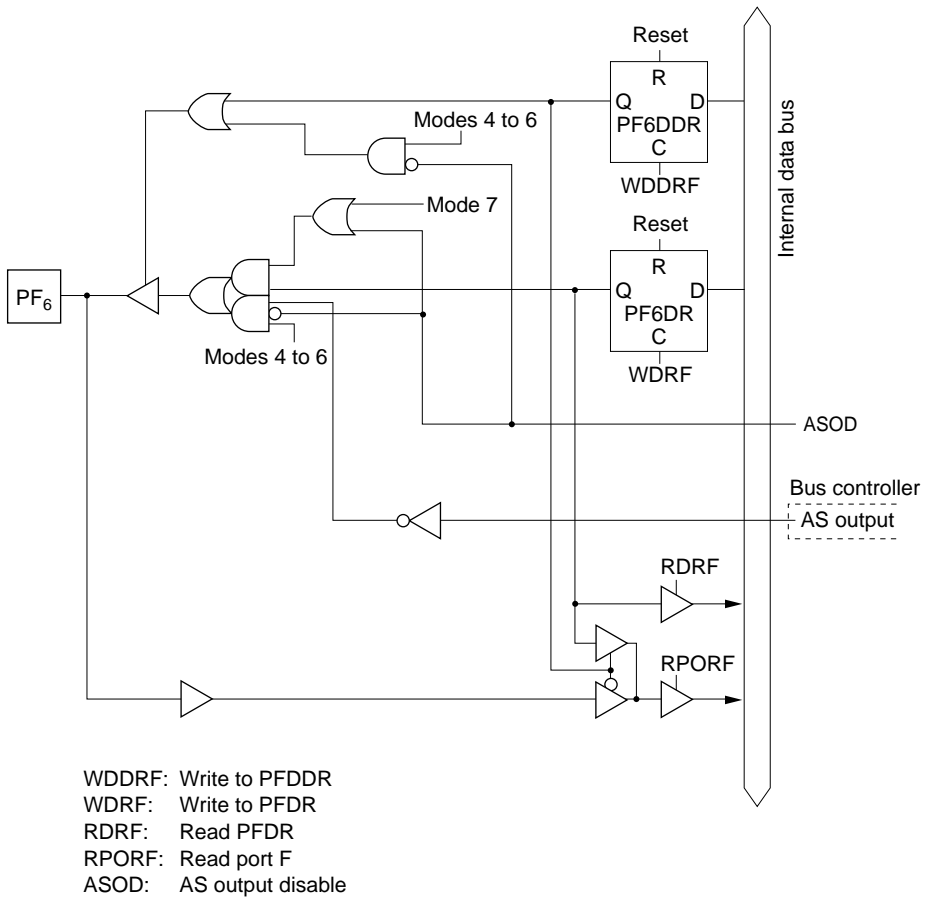 Reset
R
Q D
PF6DDR
C
WDDRF
Modes 4 to 6
Internal data bus
Mode 7
Reset
R
Q D
PF6DR
C
WDRF
PF6
Modes 4 to 6
ASOD
Bus controller
AS output
RDRF
RPORF
WDDRF: Write to PFDDR
WDRF: Write to PFDR
RDRF: Read PFDR
RPORF: Read port F
ASOD: AS output disable